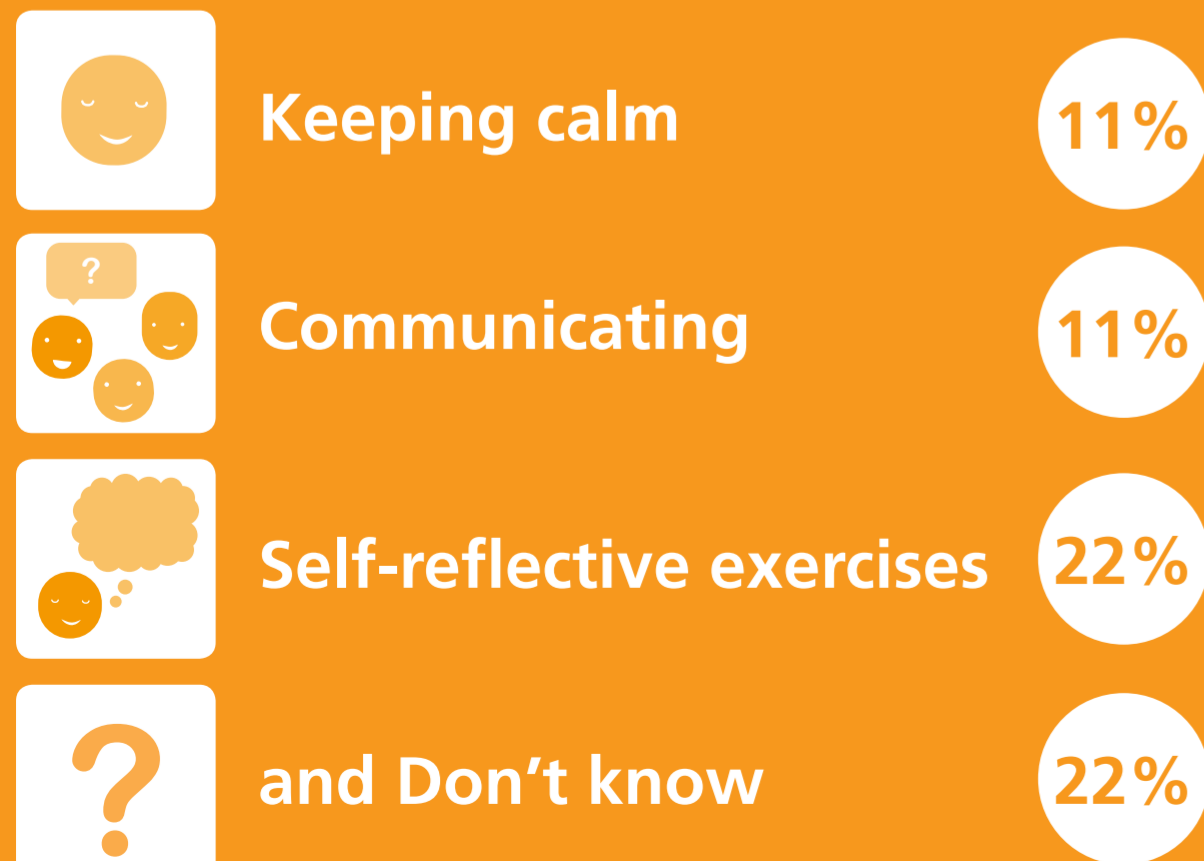 Keeping calm 11%
?
Communicating 11%
Self-reflective exercises 22%
? and Don’t know 22%